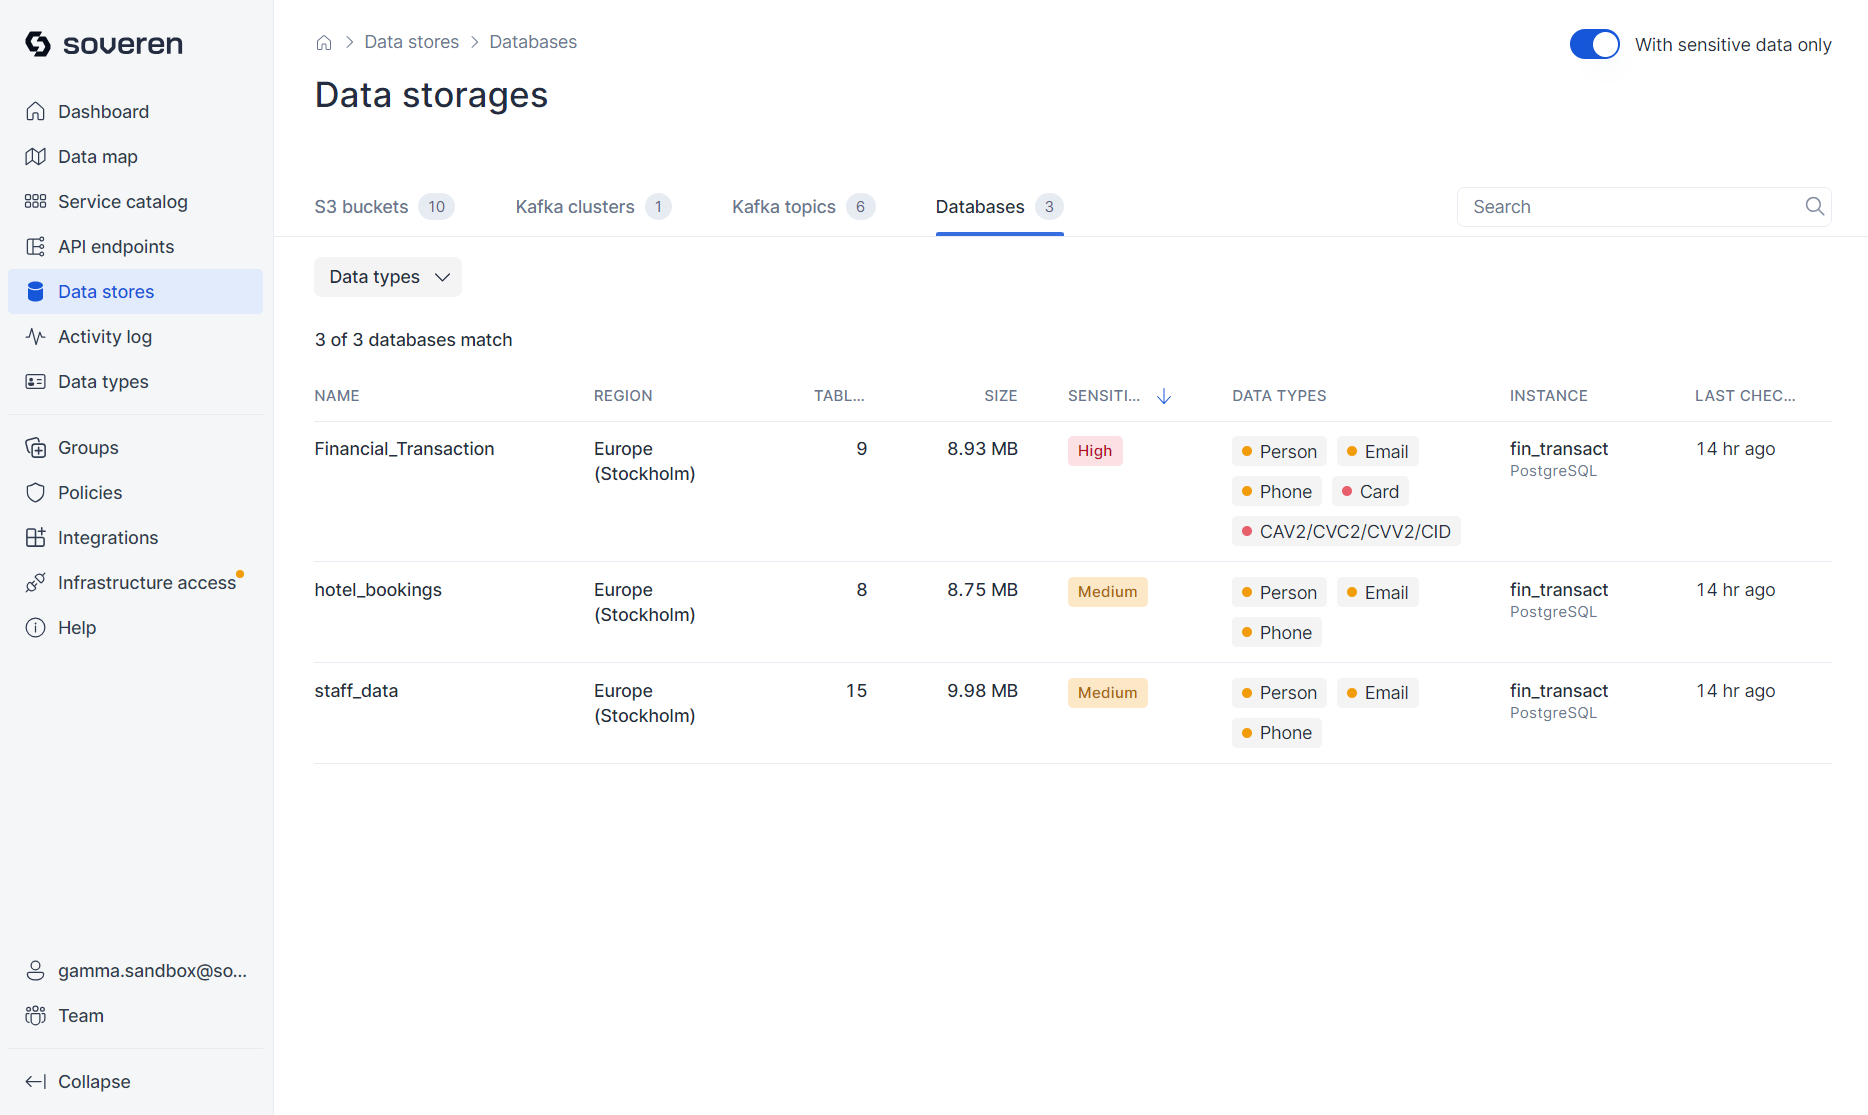 soveren
Dashboard
Data map
Service catalog
API endpoints
Data stores
Activity log
Data types
Groups
Policies
Integrations
Infrastructure access
Help
gamma.sandbox@so...
Team
Collapse
Data stores Databases
With sensitive data only
Data storages
S3 buckets 10 Kafka clusters 1 Kafka topics 6 Databases 3
Search
Data types
3 of 3 databases match
NAME REGION TABL... SIZE SENSITI... DATA TYPES INSTANCE LAST CHEC...
Financial_Transaction Europe 9 8.93 MB High Person Email fin_transact 14 hr ago
(Stockholm) PostgreSQL
Phone Card
CAV2/CVC2/CVV2/CID
hotel_bookings Europe 8 8.75 MB Medium Person Email fin_transact 14 hr ago
(Stockholm) PostgreSQL
Phone
staff_data Europe 15 9.98 MB Medium Person Email fin_transact 14 hr ago
(Stockholm) PostgreSQL
Phone